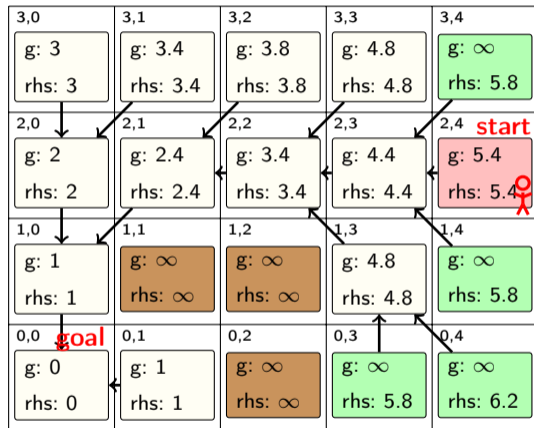 3,0 3,1 3,2 3,3 3,4
g: 3 g: 3.4 g: 3.8 g: 4.8 g: ∞
rhs: 3 rhs: 3.4 rhs: 3.8 rhs: 4.8 rhs: 5.8
2,0 2,1 2,2 2,3 2,4 start
g: 2 g: 2.4 g: 3.4 g: 4.4 g: 5.4
rhs: 2 rhs: 2.4 rhs: 3.4 rhs: 4.4 rhs: 5.4
1,0 1,1 1,2 1,3 1,4
g: 1 g: ∞ g: ∞ g: 4.8 g: ∞
rhs: 1 rhs: ∞ rhs: ∞ rhs: 4.8 rhs: 5.8
0,0 goal 0,1 0,2 0,3 0,4
g: 0 g: 1 g: ∞ g: ∞ g: ∞
rhs: 0 rhs: 1 rhs: ∞ rhs: 5.8 rhs: 6.2